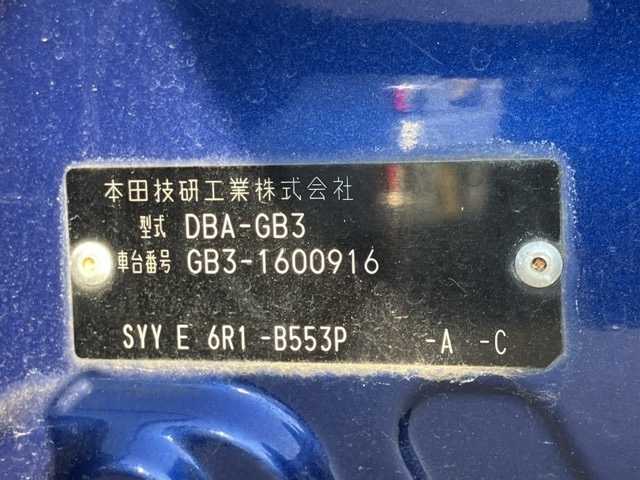 本田技研工業株式会社
型式 DBA-GB3
車台番号 GB3-1600916
SYY E 6R1 -B553P -A -C